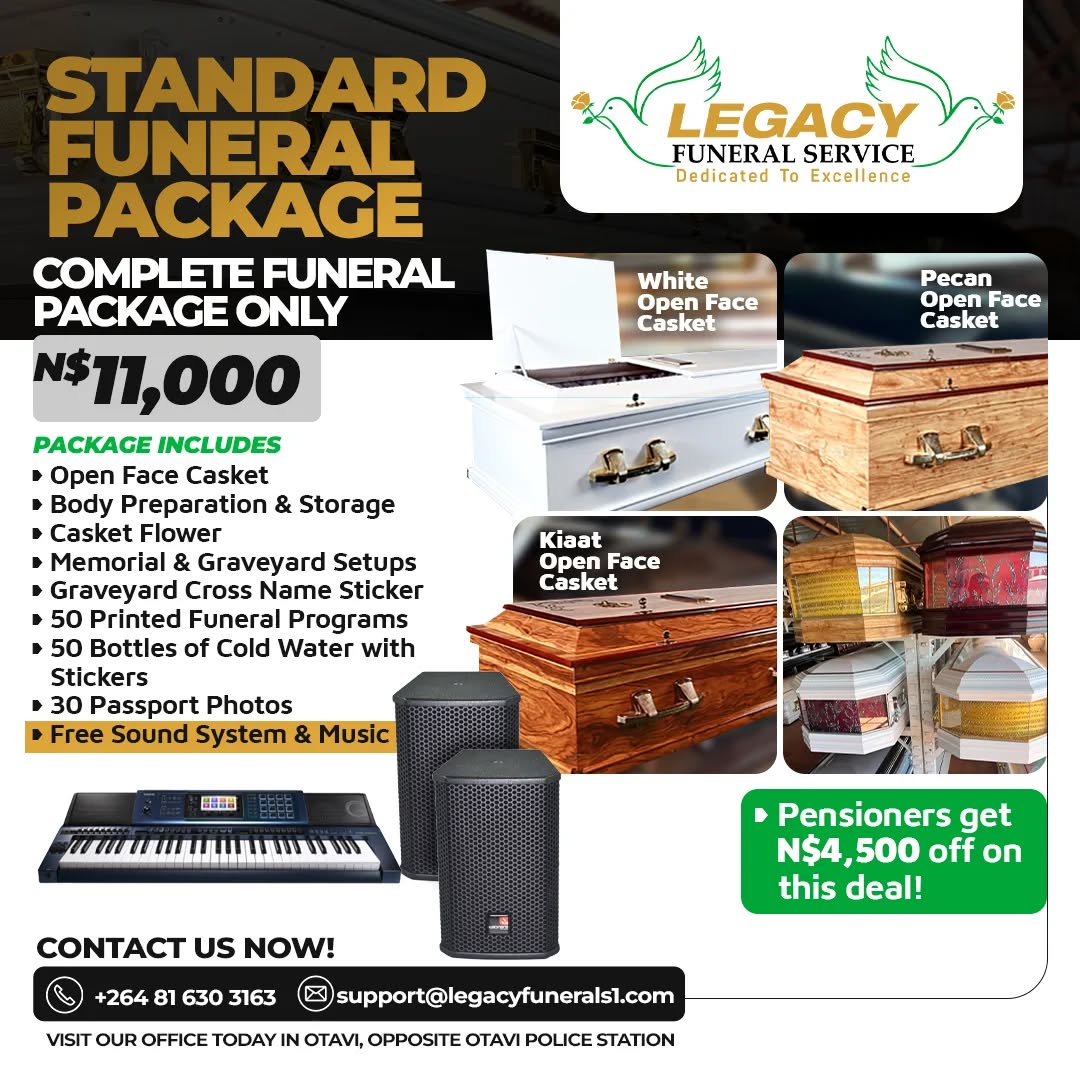 STANDARD
FUNERAL
PACKAGE
COMPLETE FUNERAL
PACKAGE ONLY
N$11,000
PACKAGE INCLUDES
Open Face Casket
Body Preparation & Storage
Casket Flower
Memorial & Graveyard Setups
Graveyard Cross Name Sticker
50 Printed Funeral Programs
50 Bottles of Cold Water with
Stickers
30 Passport Photos
Free Sound System & Music
LEGACY
FUNERAL SERVICE
Dedicated To Excellence
White
Open Face
Casket
Pecan
Open Face
Casket
Kiaat
Open Face
Casket
Pensioners get
N$4,500 off on
this deal!
CONTACT US NOW!
+264 81 630 3163
support@legacyfunerals1.com
VISIT OUR OFFICE TODAY IN OTAVI, OPPOSITE OTAVI POLICE STATION